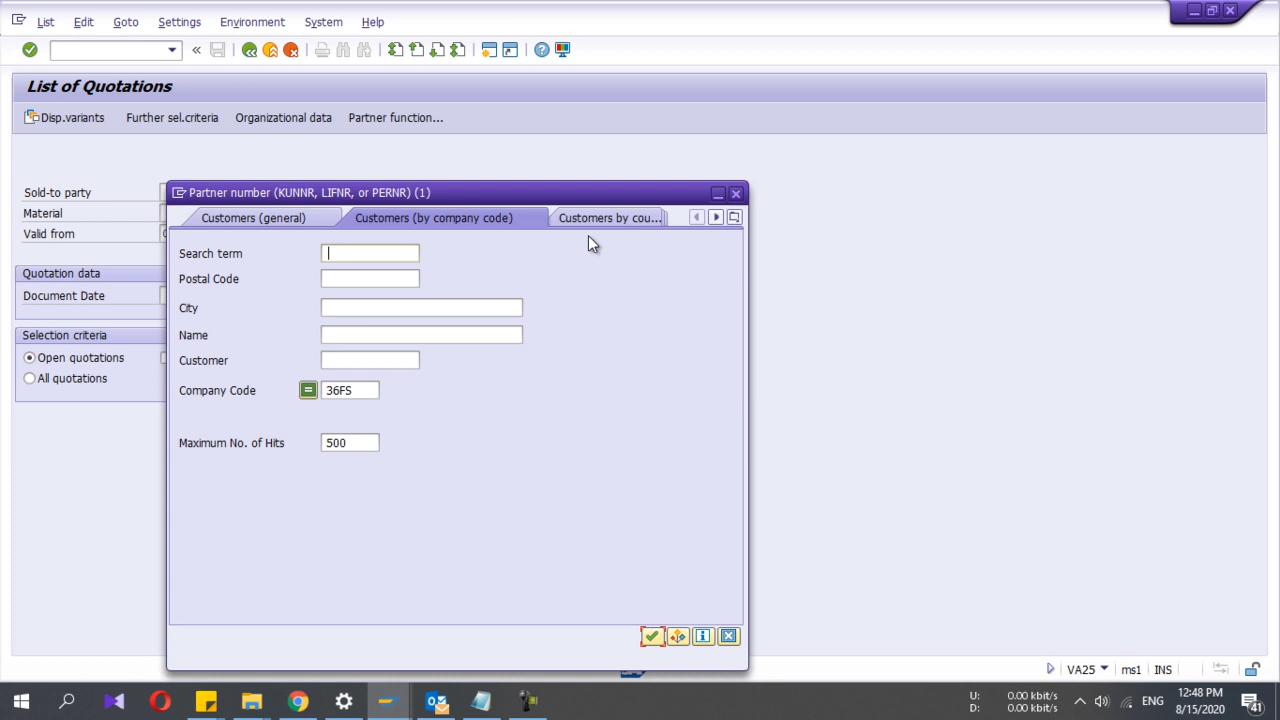 List Edit Goto Settings Environment System Help
List of Quotations
Disp.variants Further sel.criteria Organizational data Partner function...
Sold-to party
Material
Valid from
Quotation data
Document Date
Selection criteria
Open quotations
All quotations
Partner number (KUNNR, LIFNR, or PERNR) (1)
Customers (general) Customers (by company code) Customers by cou...
Search term
Postal Code
City
Name
Customer
Company Code = 36FS
Maximum No. of Hits 500
VA25 ms1 INS
U: 0.00 kbit/s
D: 0.00 kbit/s
ENG
12:48 PM
8/15/2020
41